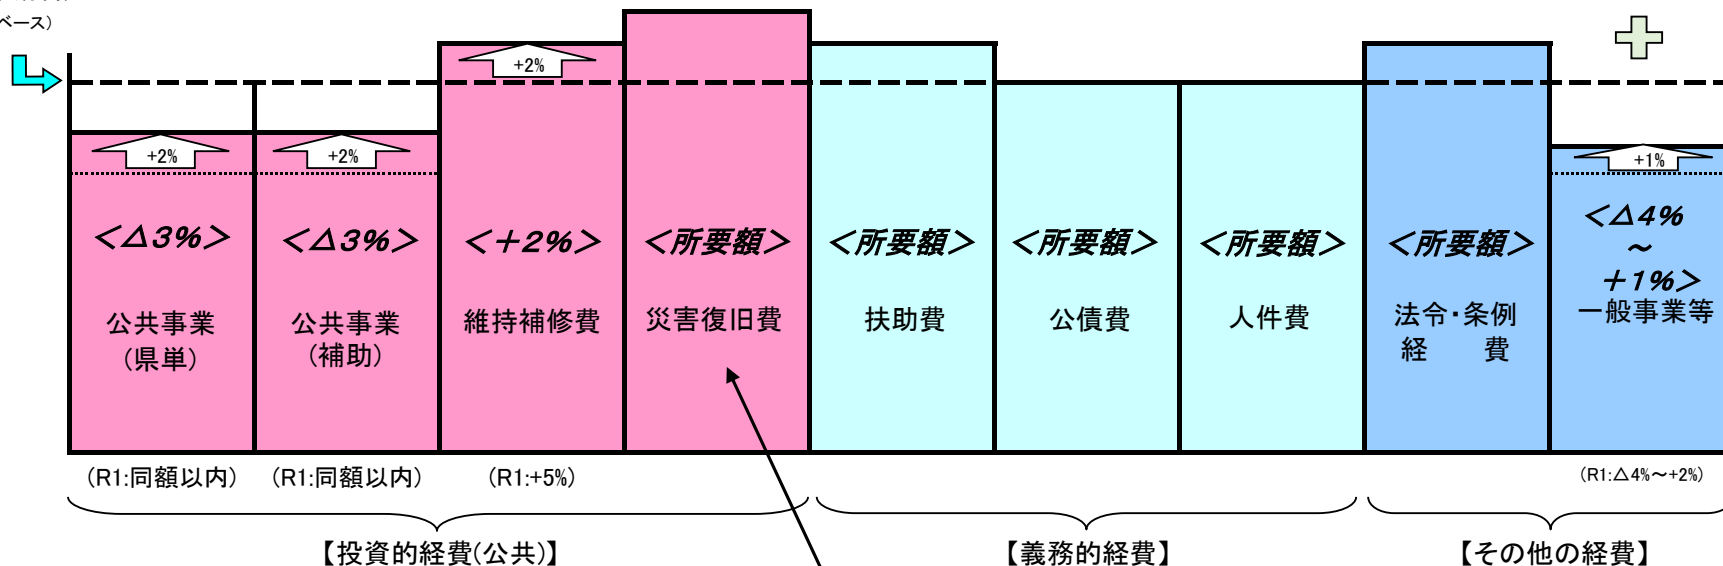 ベース）
+2%
+2%
+2%
+1%
＜△3%＞
＜△3%＞
＜＋2%＞
＜所要額＞
＜所要額＞
＜所要額＞
＜所要額＞
＜所要額＞
＜△4%
～
＋1%＞
公共事業
（県単）
公共事業
（補助）
維持補修費
災害復旧費
扶助費
公債費
人件費
法令・条例
経　費
一般事業等
（R1:同額以内）
（R1:同額以内）
（R1:+5%）
（R1:△4%～+2%）
【投資的経費(公共)】
【義務的経費】
【その他の経費】